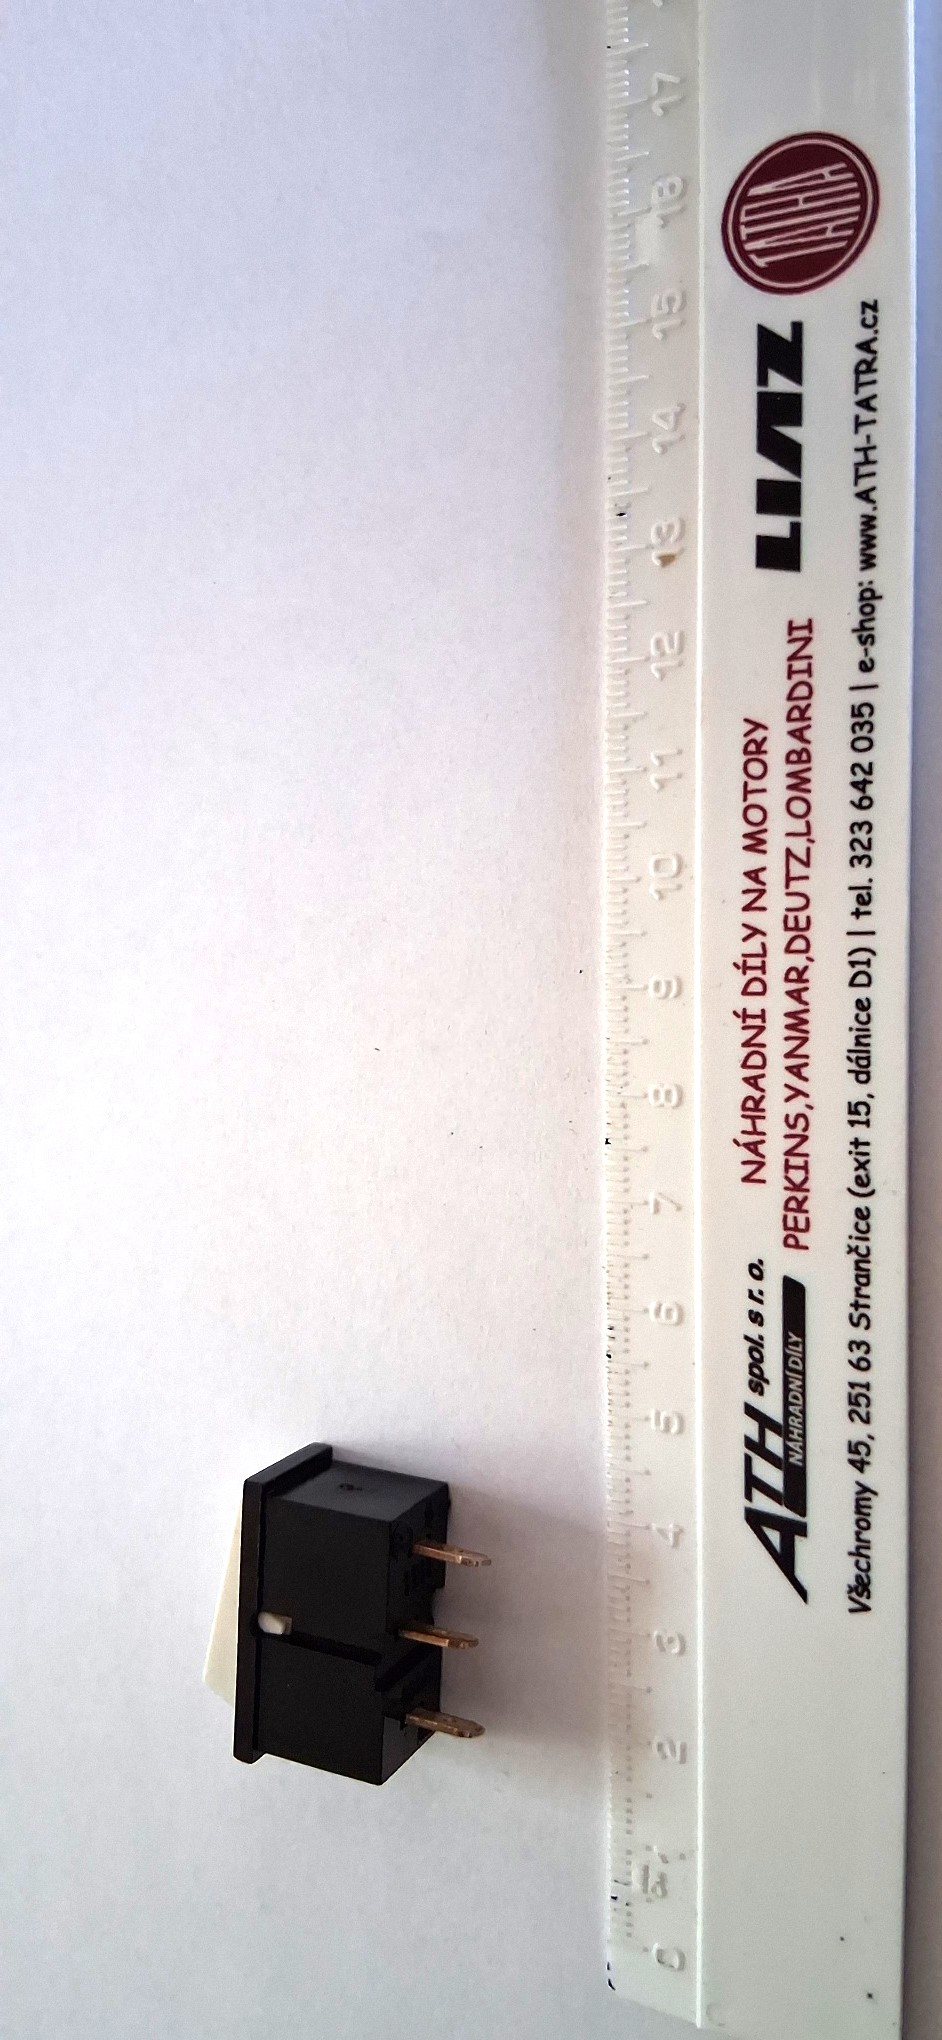 ATH spol. s r. o.
NÁHRADNÍ DÍLY
NÁHRADNÍ DÍLY NA MOTORY
PERKINS,YANMAR,DEUTZ,LOMBARDINI
LIAZ
TATRA
Všechromy 45, 251 63 Strančice (exit 15, dálnice D1) | tel. 323 642 035 | e-shop: www.ATH-TATRA.cz
0 cm 1 2 3 4 5 6 7 8 9 10 11 12 13 14 15 16 17